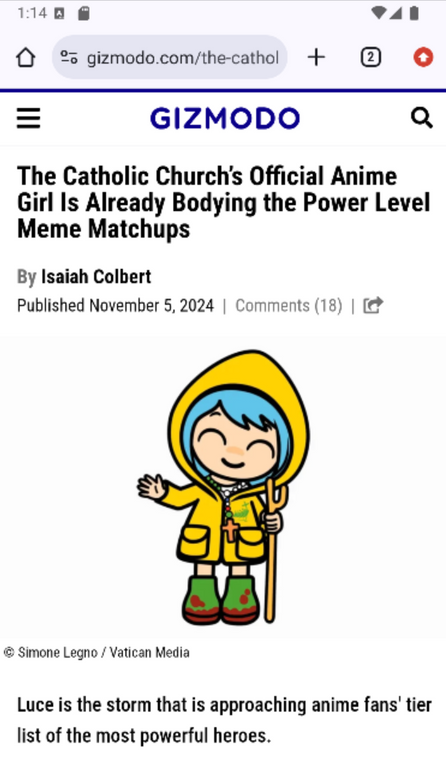 1:14
gizmodo.com/the-cathol
2
GIZMODO
The Catholic Church's Official Anime
Girl Is Already Bodying the Power Level
Meme Matchups
By Isaiah Colbert
Published November 5, 2024 | Comments (18) |
© Simone Legno / Vatican Media
Luce is the storm that is approaching anime fans' tier
list of the most powerful heroes.